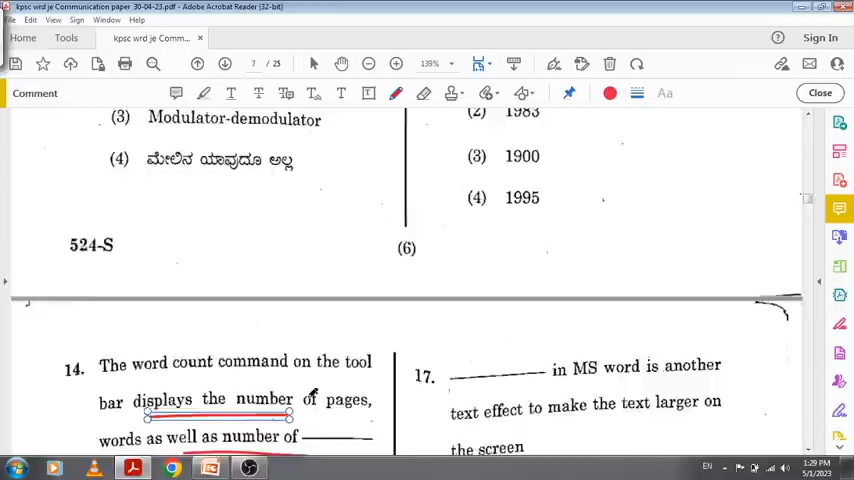 kpsc wrd je Communication paper 30-04-23.pdf - Adobe Acrobat Reader (32-bit)
File Edit View Sign Window Help
Home Tools kpsc wrd je Comm... × Sign In
7 / 25 139%
Comment Close
(3) Modulator-demodulator
(4) ಮೇಲಿನ ಯಾವುದೂ ಅಲ್ಲ
(2) 1983
(3) 1900
(4) 1995
524-S (6)
14. The word count command on the tool
bar displays the number of pages,
words as well as number of
17. in MS word is another
text effect to make the text larger on
the screen
EN 1:29 PM
5/1/2023